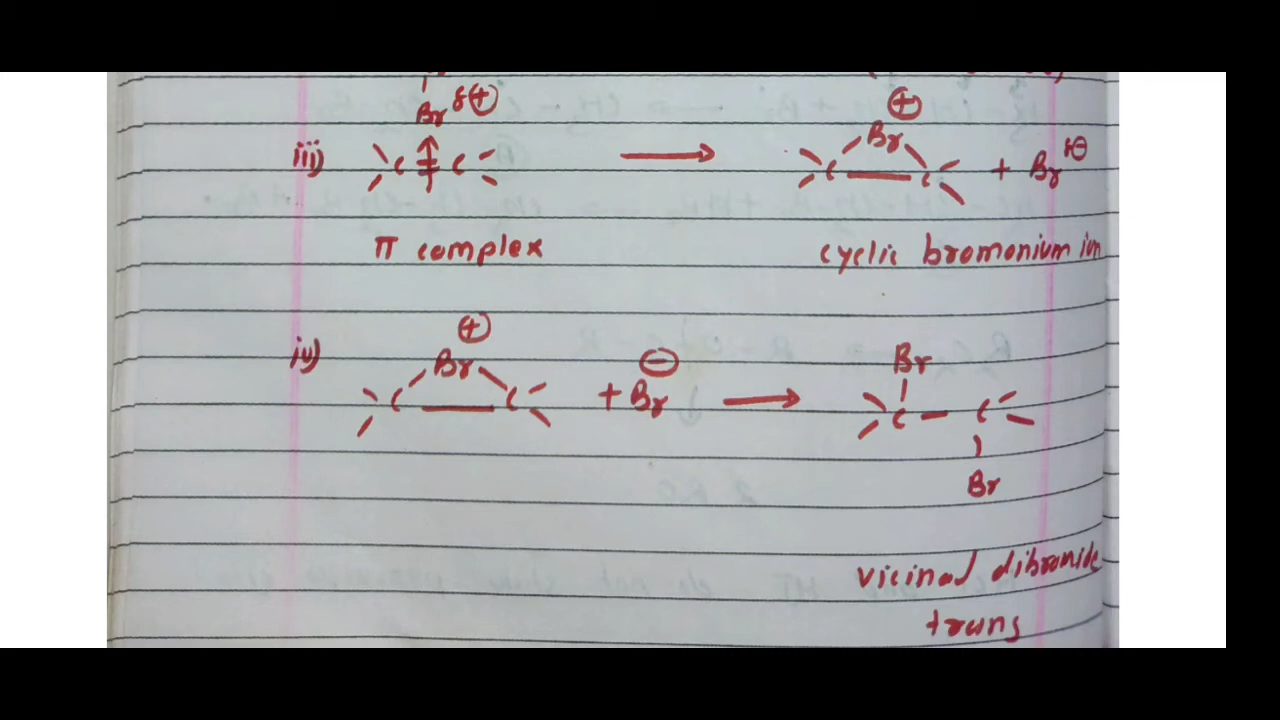 Br δ⊕ ⊕
iii) C ‡ C ⟶ Br C C + Br δ⊖
π complex cyclic bromonium ion
iv) ⊕ Br C C + Br ⊖ ⟶ Br C – C Br
vicinal dibromide
trans